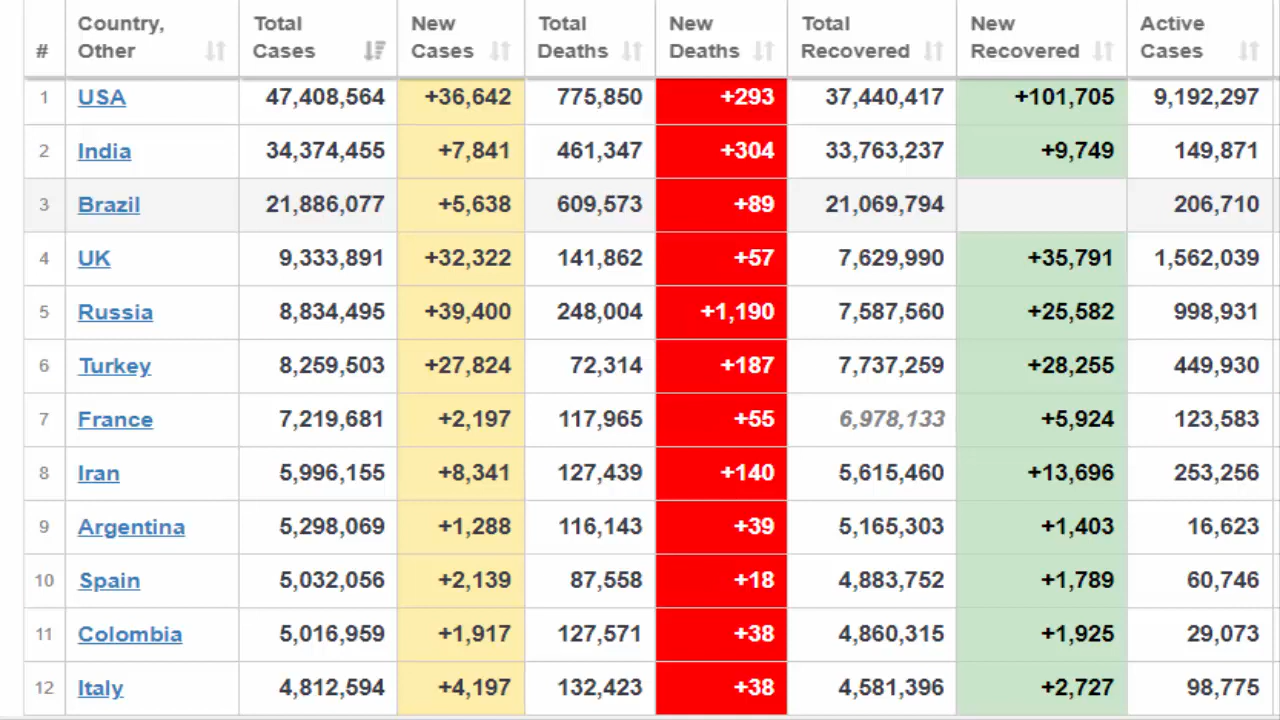 # Country, Other Total Cases New Cases Total Deaths New Deaths Total Recovered New Recovered Active Cases
1 USA 47,408,564 +36,642 775,850 +293 37,440,417 +101,705 9,192,297
2 India 34,374,455 +7,841 461,347 +304 33,763,237 +9,749 149,871
3 Brazil 21,886,077 +5,638 609,573 +89 21,069,794 206,710
4 UK 9,333,891 +32,322 141,862 +57 7,629,990 +35,791 1,562,039
5 Russia 8,834,495 +39,400 248,004 +1,190 7,587,560 +25,582 998,931
6 Turkey 8,259,503 +27,824 72,314 +187 7,737,259 +28,255 449,930
7 France 7,219,681 +2,197 117,965 +55 6,978,133 +5,924 123,583
8 Iran 5,996,155 +8,341 127,439 +140 5,615,460 +13,696 253,256
9 Argentina 5,298,069 +1,288 116,143 +39 5,165,303 +1,403 16,623
10 Spain 5,032,056 +2,139 87,558 +18 4,883,752 +1,789 60,746
11 Colombia 5,016,959 +1,917 127,571 +38 4,860,315 +1,925 29,073
12 Italy 4,812,594 +4,197 132,423 +38 4,581,396 +2,727 98,775